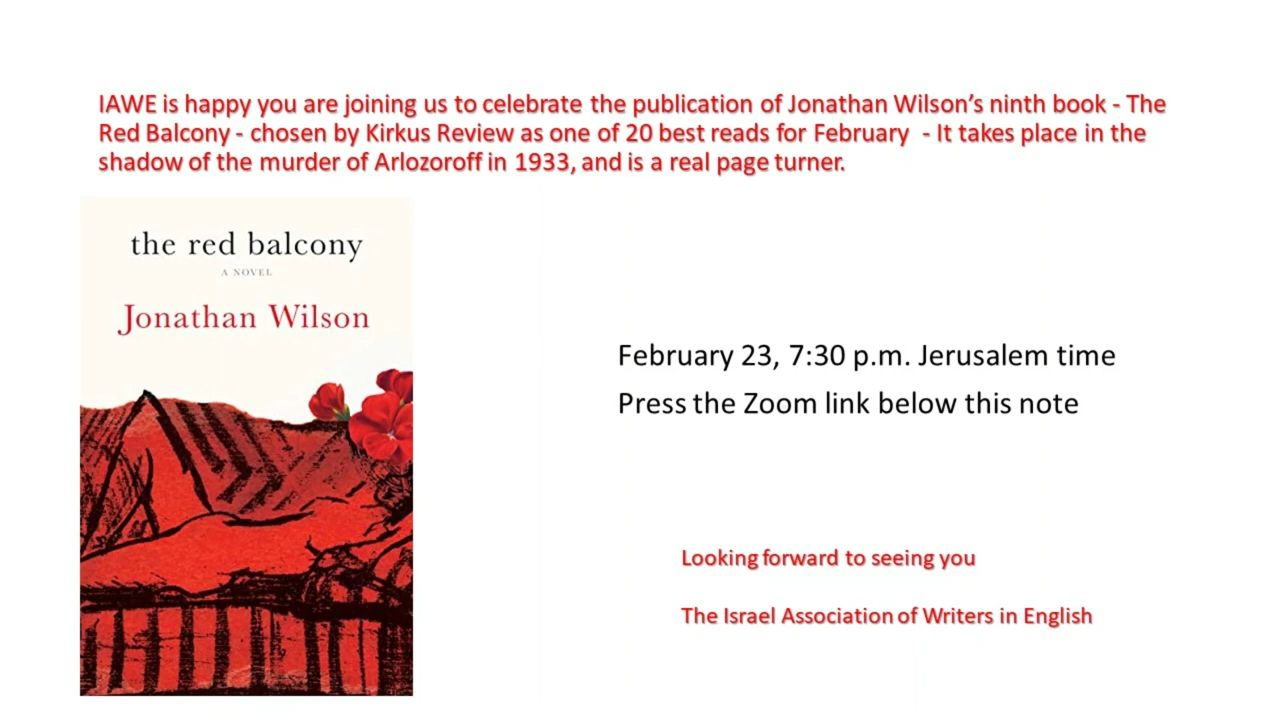 IAWE is happy you are joining us to celebrate the publication of Jonathan Wilson's ninth book - The
Red Balcony - chosen by Kirkus Review as one of 20 best reads for February - It takes place in the
shadow of the murder of Arlozoroff in 1933, and is a real page turner.
the red balcony
A NOVEL
Jonathan Wilson
February 23, 7:30 p.m. Jerusalem time
Press the Zoom link below this note
Looking forward to seeing you
The Israel Association of Writers in English